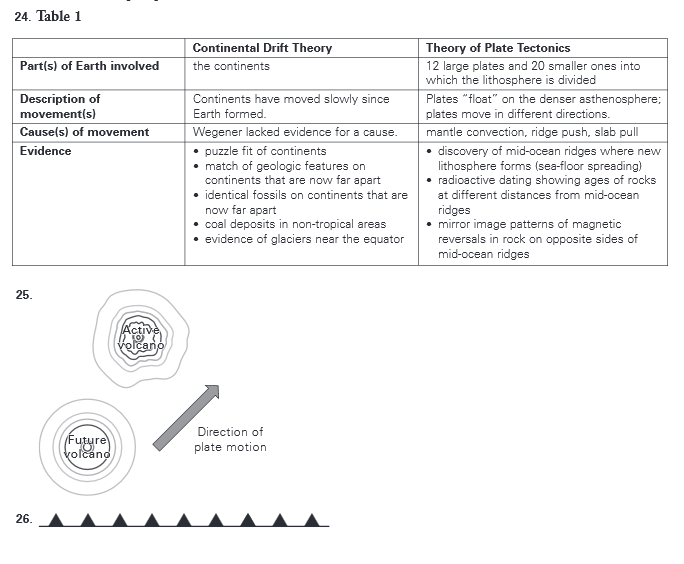 24. Table 1
Continental Drift Theory
Theory of Plate Tectonics
Part(s) of Earth involved
the continents
12 large plates and 20 smaller ones into
which the lithosphere is divided
Description of
movement(s)
Continents have moved slowly since
Earth formed.
Plates “float” on the denser asthenosphere;
plates move in different directions.
Cause(s) of movement
Wegener lacked evidence for a cause.
mantle convection, ridge push, slab pull
Evidence
• puzzle fit of continents
• match of geologic features on
continents that are now far apart
• identical fossils on continents that are
now far apart
• coal deposits in non-tropical areas
• evidence of glaciers near the equator
• discovery of mid-ocean ridges where new
lithosphere forms (sea-floor spreading)
• radioactive dating showing ages of rocks
at different distances from mid-ocean
ridges
• mirror image patterns of magnetic
reversals in rock on opposite sides of
mid-ocean ridges
25.
Active
volcano
Future
volcano
Direction of
plate motion
26.